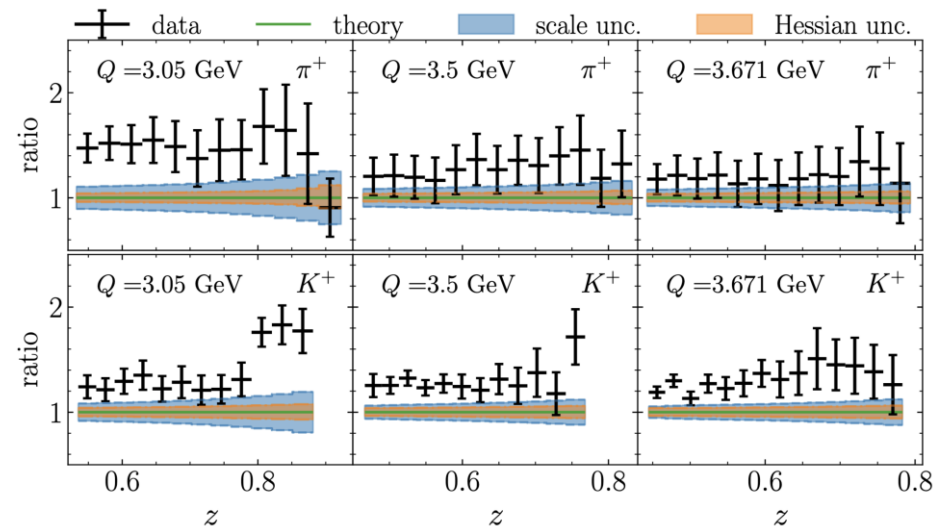 data theory scale unc. Hessian unc.
Q =3.05 GeV π⁺ Q =3.5 GeV π⁺ Q =3.671 GeV π⁺
2
ratio
1
Q =3.05 GeV K⁺ Q =3.5 GeV K⁺ Q =3.671 GeV K⁺
2
ratio
1
0.6 0.8 0.6 0.8 0.6 0.8
z z z